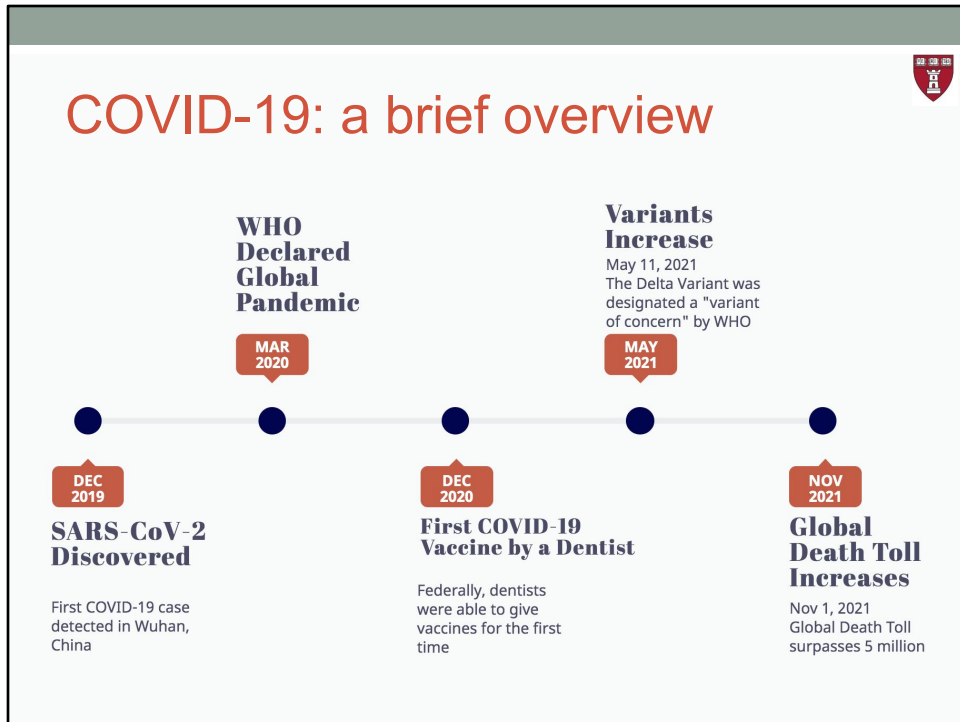 COVID-19: a brief overview
WHO
Declared
Global
Pandemic
MAR
2020
Variants
Increase
May 11, 2021
The Delta Variant was
designated a "variant
of concern" by WHO
MAY
2021
DEC
2019
SARS-CoV-2
Discovered
First COVID-19 case
detected in Wuhan,
China
DEC
2020
First COVID-19
Vaccine by a Dentist
Federally, dentists
were able to give
vaccines for the first
time
NOV
2021
Global
Death Toll
Increases
Nov 1, 2021
Global Death Toll
surpasses 5 million